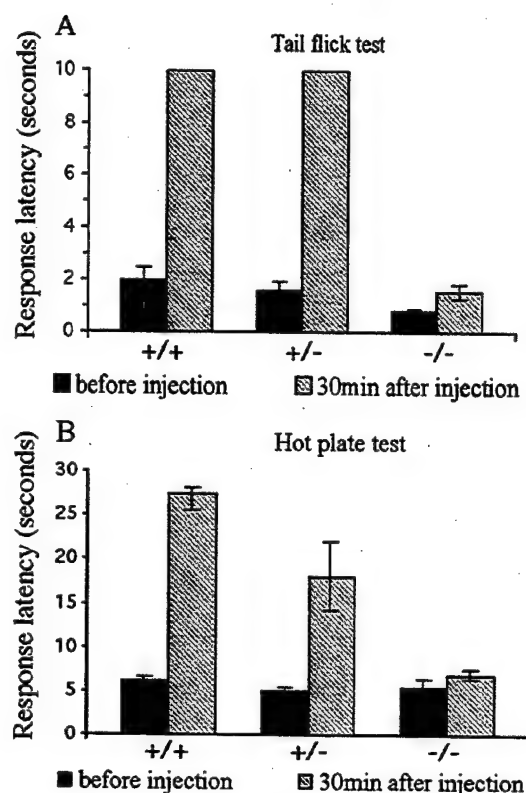 A
Tail flick test
Response latency (seconds)
10
8
6
4
2
0
+/+ +/- -/-
before injection 30min after injection
B
Hot plate test
Response latency (seconds)
30
25
20
15
10
5
0
+/+ +/- -/-
before injection 30min after injection